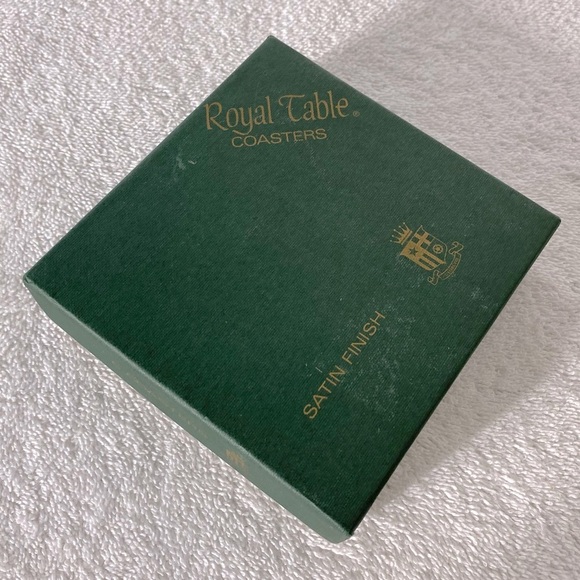 Royal Table®
COASTERS
SATIN FINISH